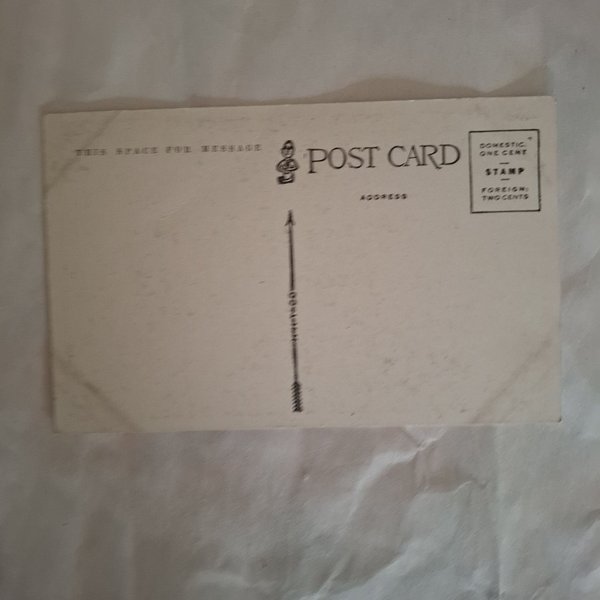 THIS SPACE FOR MESSAGE
POST CARD
ADDRESS
DOMESTIC,
ONE CENT
STAMP
FOREIGN:
TWO CENTS